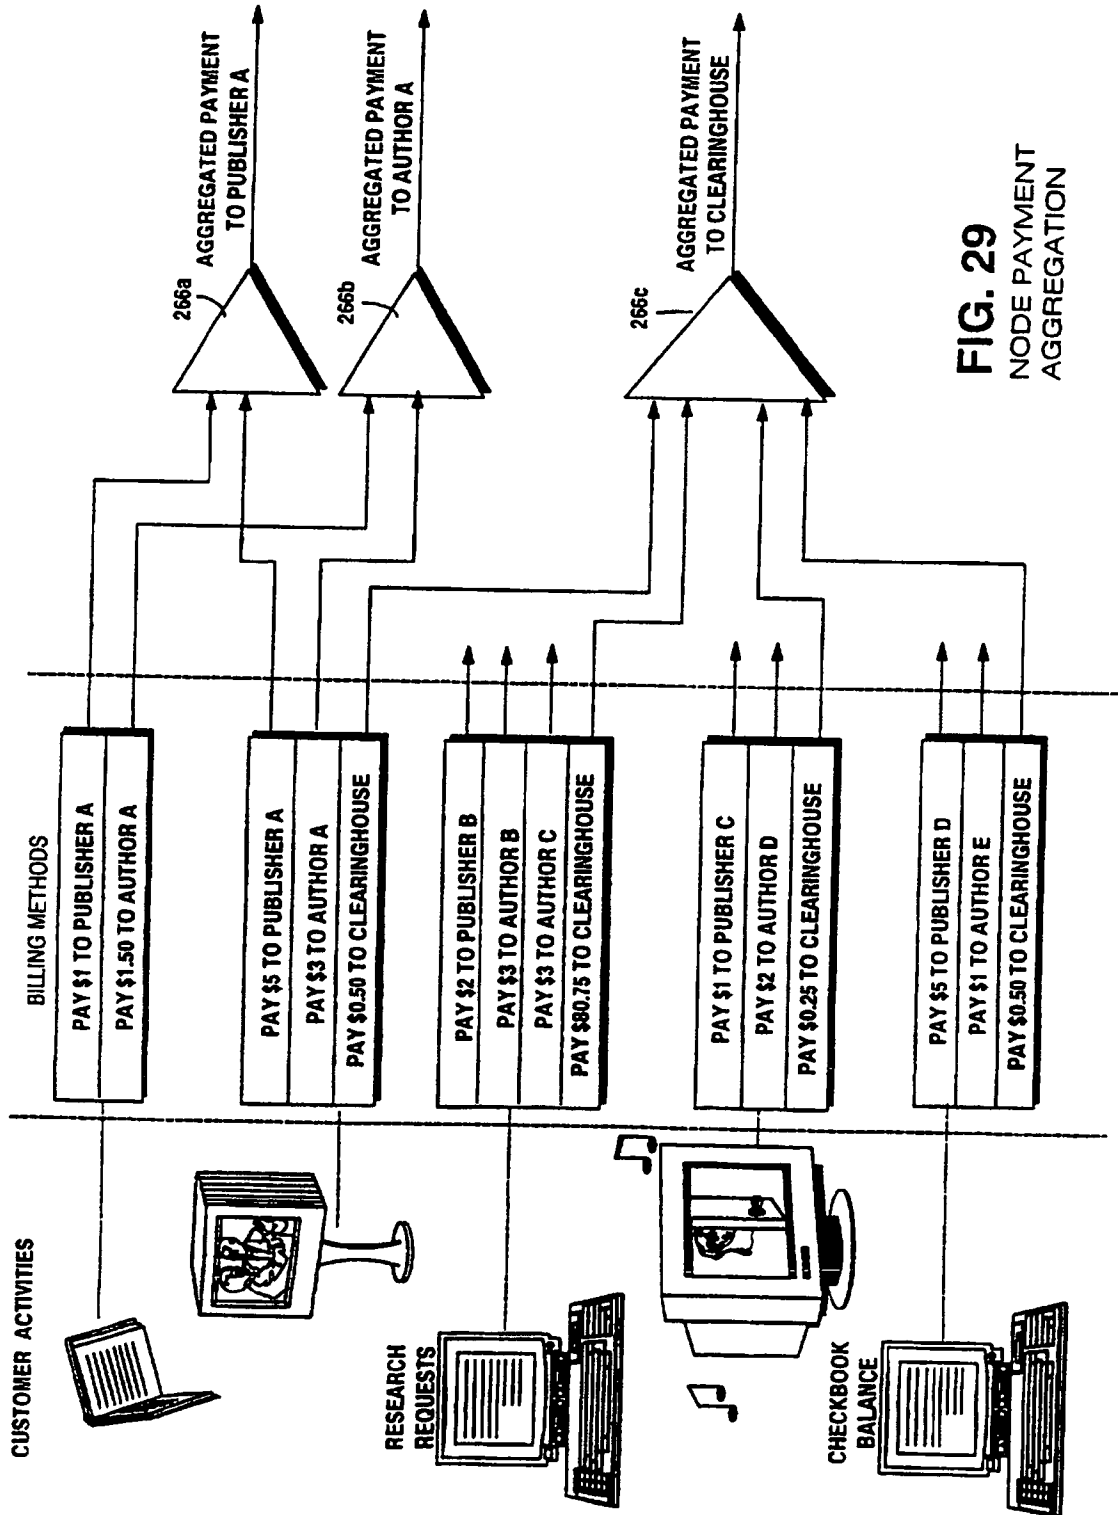 CUSTOMER ACTIVITIES
RESEARCH
REQUESTS
CHECKBOOK
BALANCE
BILLING METHODS
PAY $1 TO PUBLISHER A
PAY $1.50 TO AUTHOR A
PAY $5 TO PUBLISHER A
PAY $3 TO AUTHOR A
PAY $0.50 TO CLEARINGHOUSE
PAY $2 TO PUBLISHER B
PAY $3 TO AUTHOR B
PAY $3 TO AUTHOR C
PAY $80.75 TO CLEARINGHOUSE
PAY $1 TO PUBLISHER C
PAY $2 TO AUTHOR D
PAY $0.25 TO CLEARINGHOUSE
PAY $5 TO PUBLISHER D
PAY $1 TO AUTHOR E
PAY $0.50 TO CLEARINGHOUSE
266a
AGGREGATED PAYMENT
TO PUBLISHER A
266b
AGGREGATED PAYMENT
TO AUTHOR A
266c
AGGREGATED PAYMENT
TO CLEARINGHOUSE
FIG. 29
NODE PAYMENT
AGGREGATION